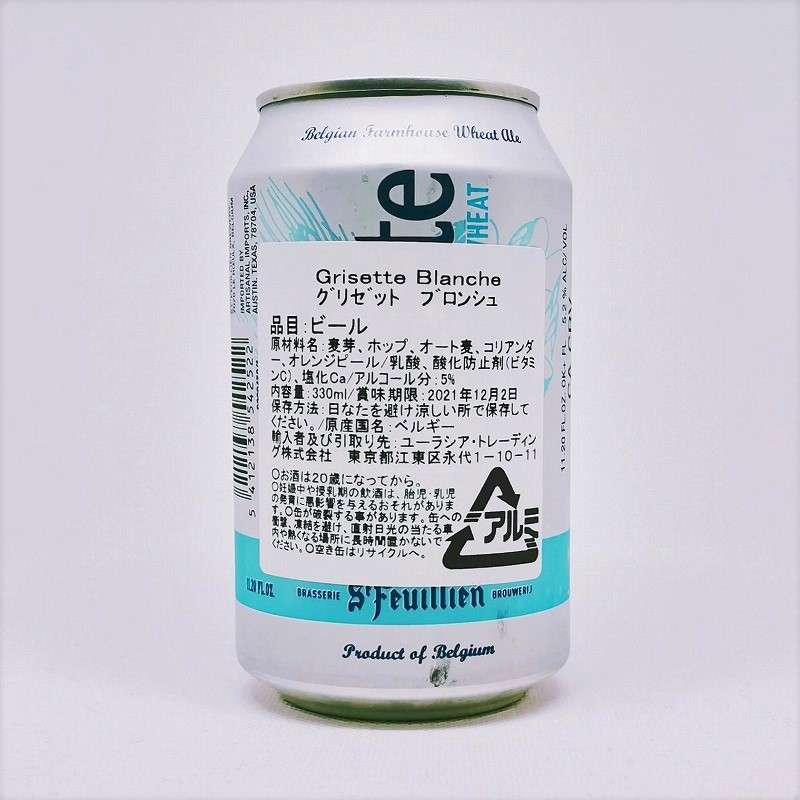 Belgian Farmhouse Wheat Ale
te
WHEAT
IMPORTED BY
ARTISANAL IMPORTS, INC.,
AUSTIN, TEXAS, 78704, USA
Grisette Blanche
グリゼット ブロンシュ
品目:ビール
原材料名:麦芽、ホップ、オート麦、コリアンダ
ー、オレンジピール/乳酸、酸化防止剤(ビタミ
ンC)、塩化Ca/アルコール分:5%
内容量:330ml/賞味期限:2021年12月2日
保存方法:日なたを避け涼しい所で保存して
ください。/原産国名:ベルギー
輸入者及び引取り先:ユーラシア・トレーディン
グ株式会社 東京都江東区永代1-10-11
○お酒は20歳になってから。
○妊娠中や授乳期の飲酒は、胎児・乳児
の発育に悪影響を与えるおそれがありま
す。○缶が破裂する事があります。缶への
衝撃、凍結を避け、直射日光の当たる車
内や熱くなる場所に長時間置かないで
ください。○空き缶はリサイクルへ。
アルミ
5 412138 542522
5.2 % ALC/VOL
11.20 FL.OZ.
BRASSERIE St Feuillien BROUWERIJ
Product of Belgium